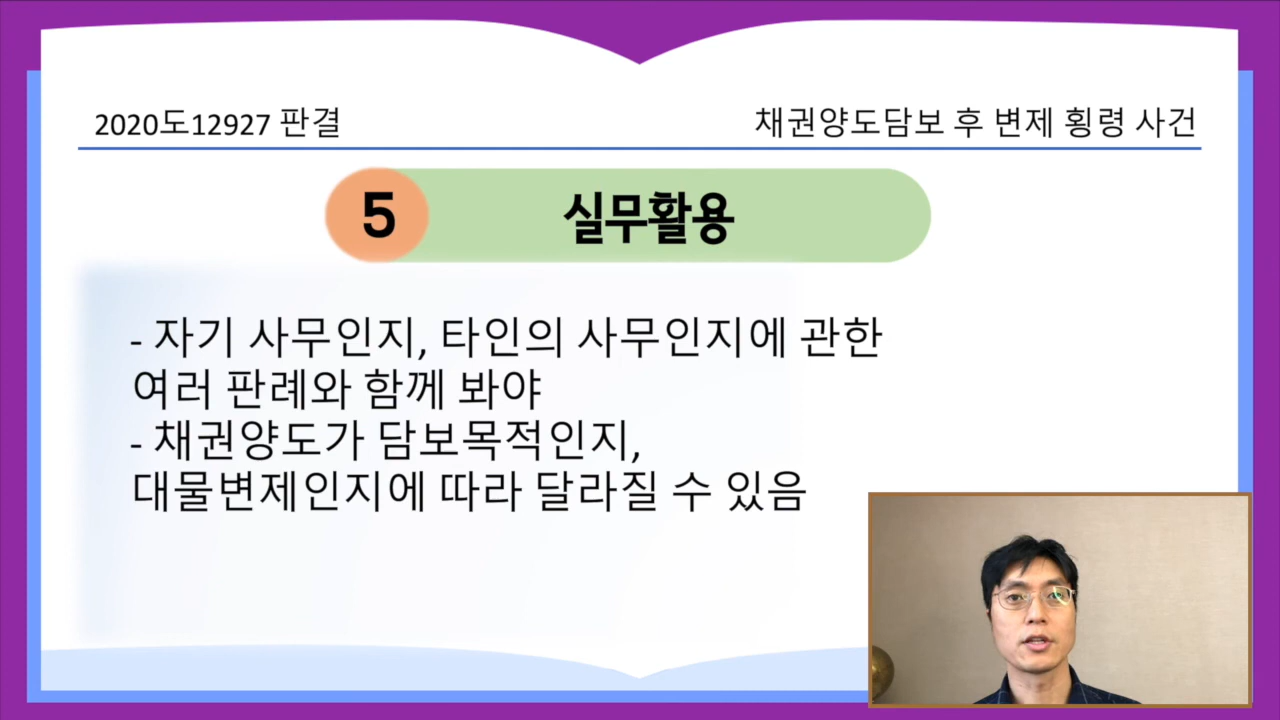 2020도12927 판결
채권양도담보 후 변제 횡령 사건
5
실무활용
- 자기 사무인지, 타인의 사무인지에 관한
여러 판례와 함께 봐야
- 채권양도가 담보목적인지,
대물변제인지에 따라 달라질 수 있음